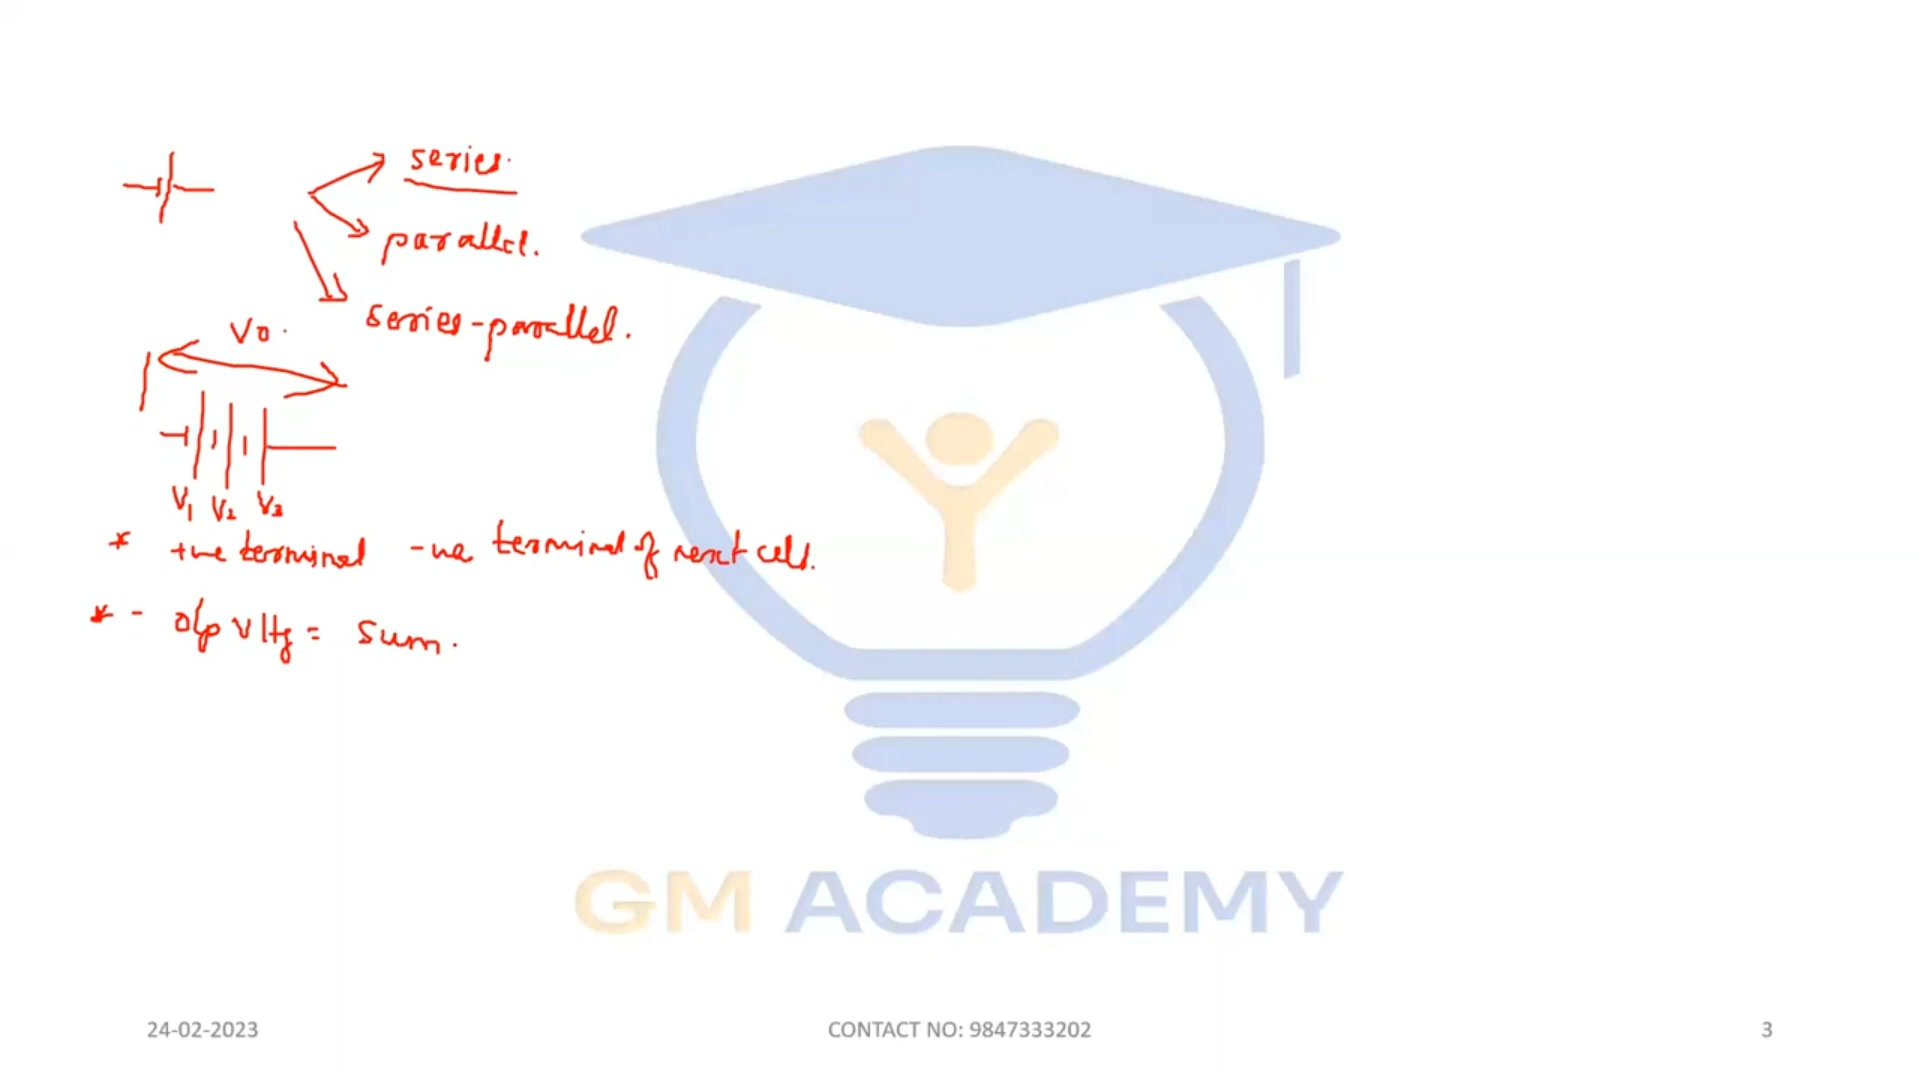 series.
parallel.
series-parallel.
Vo.
V1 V2 V3
* +ve terminal -ve terminal of next cell.
* - o/p Vltg = Sum.
GM ACADEMY
24-02-2023 CONTACT NO: 9847333202 3